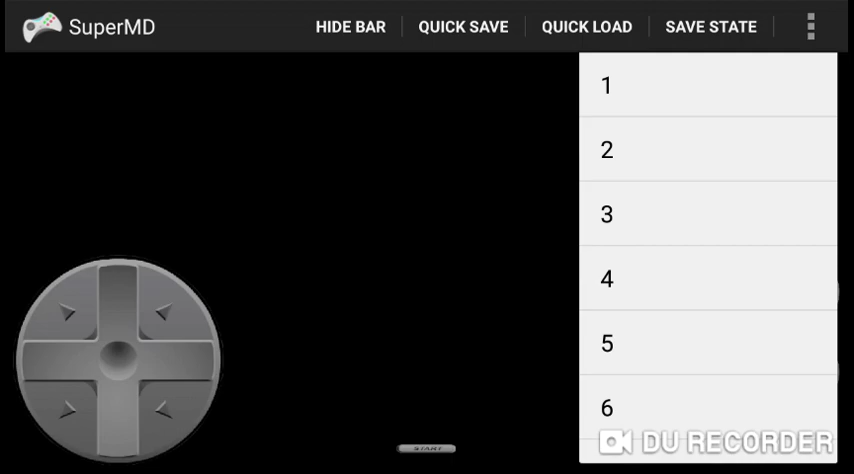 SuperMD
HIDE BAR
QUICK SAVE
QUICK LOAD
SAVE STATE
1
2
3
4
5
6
START
DU RECORDER